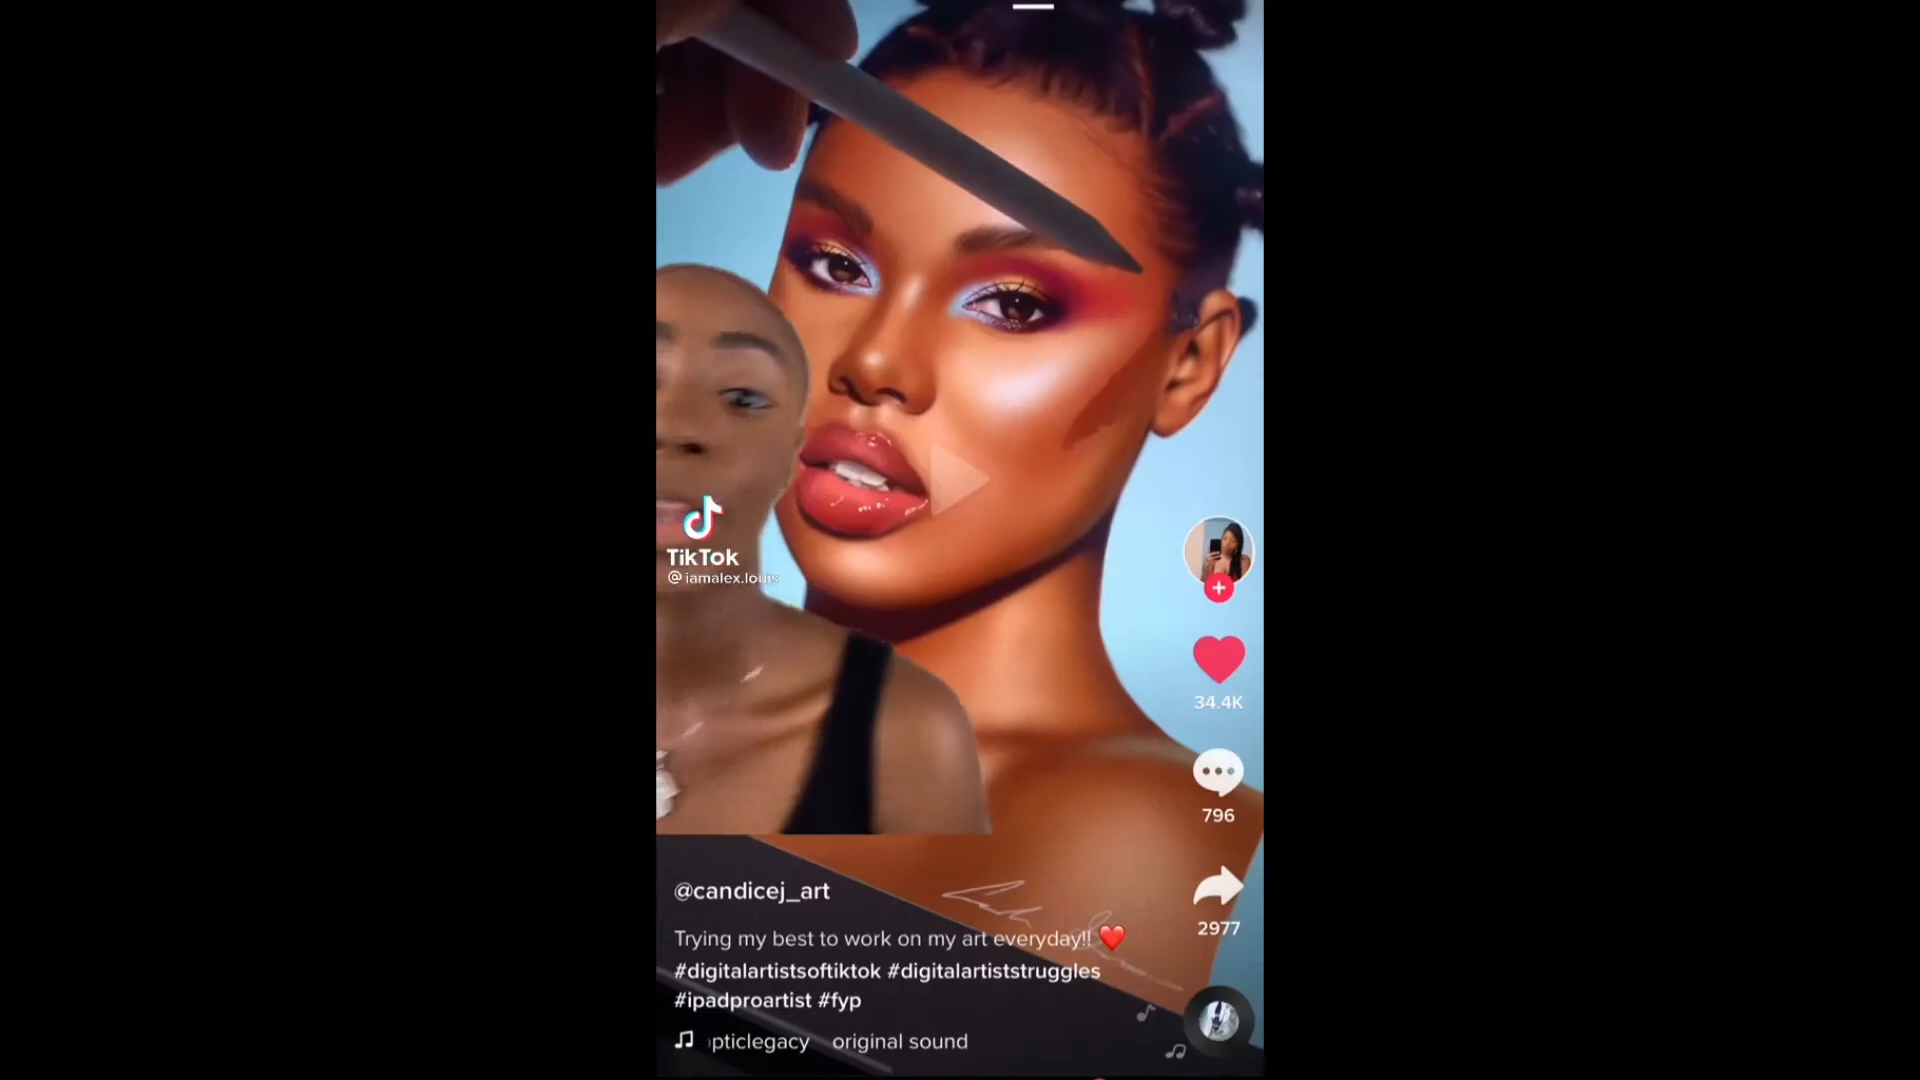 TikTok
@iamalex.louis
34.4K
796
2977
@candicej_art
Trying my best to work on my art everyday!! ❤️
#digitalartistsoftiktok #digitalartiststruggles
#ipadproartist #fyp
pticlegacy original sound